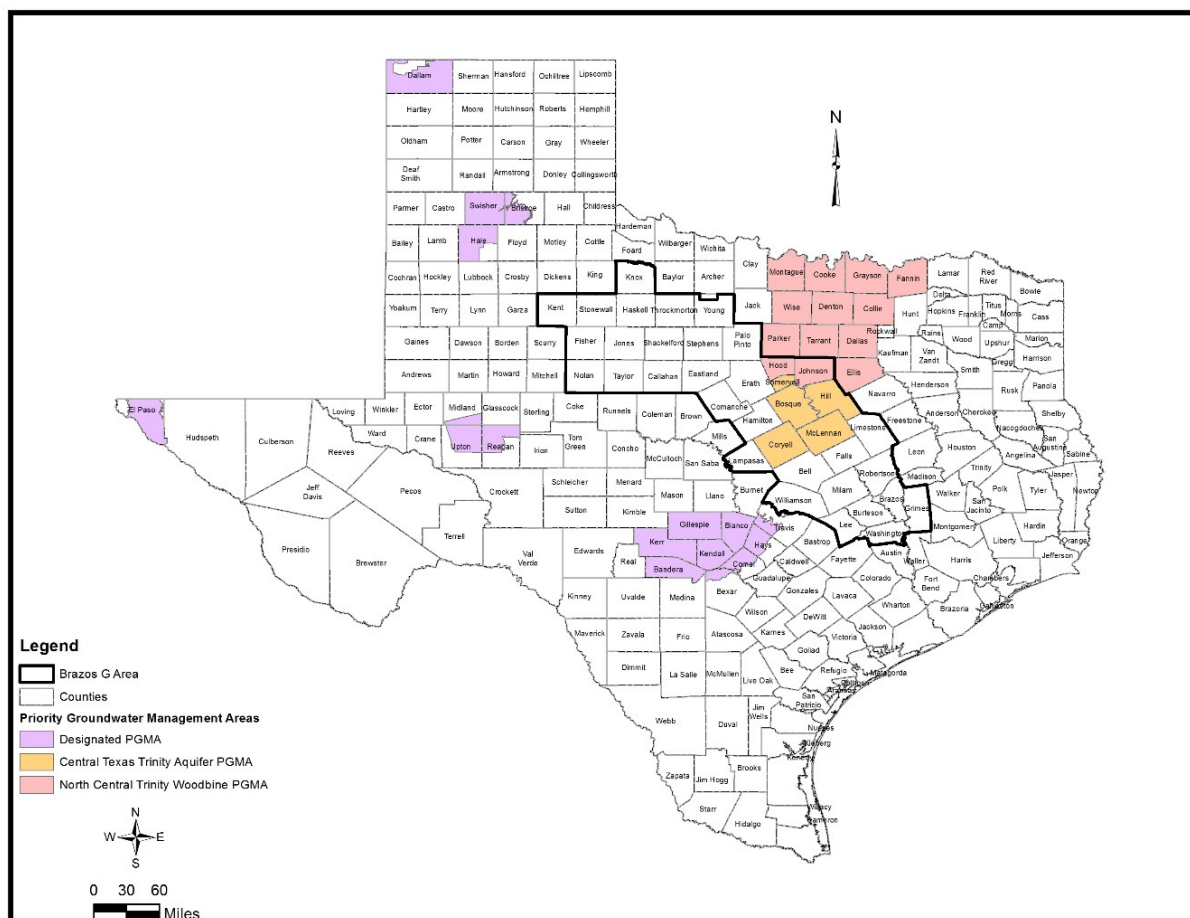 N
Dallam Sherman Hansford Ochiltree Lipscomb
Hartley Moore Hutchinson Roberts Hemphill
Oldham Potter Carson Gray Wheeler
Deaf
Smith Randall Armstrong Donley Collingsworth
Parmer Castro Swisher Briscoe Hall Childress
Hardeman
Bailey Lamb Hale Floyd Motley Cottle Foard Wilbarger Wichita
Clay Montague Cooke Grayson Fannin Lamar Red
River Bowie
Cochran Hockley Lubbock Crosby Dickens King Knox Baylor Archer
Delta Titus
Yoakum Terry Lynn Garza Kent Stonewall Haskell Throckmorton Young Jack Wise Denton Collin Hunt Hopkins Franklin Morris Cass
Camp
Rockwall Rains Wood Upshur Marion
Gaines Dawson Borden Scurry Fisher Jones Shackelford Stephens Palo
Pinto Parker Tarrant Dallas Kaufman Van
Zandt Gregg Harrison
Smith
Andrews Martin Howard Mitchell Nolan Taylor Callahan Eastland Hood Johnson Ellis
Erath Somervell Henderson Rusk Panola
El Paso Hudspeth Culberson
Loving Winkler Ector Midland Glasscock Sterling Coke Runnels Coleman Brown Comanche Bosque Hill Navarro
Hamilton Freestone Anderson Cherokee Shelby
Ward Crane Upton Reagan Irion Tom
Green Concho Mills Coryell McLennan Limestone Nacogdoches San
Augustine Sabine
Reeves McCulloch San Saba Lampasas Falls Leon Houston Angelina
Bell Robertson Madison Trinity Jasper
Jeff
Davis Pecos Crockett Schleicher Menard Mason Llano Burnet Williamson Milam Brazos Grimes Walker San
Jacinto Polk Tyler Newton
Sutton Kimble Burleson
Presidio Brewster Terrell Val
Verde Edwards Gillespie Blanco Travis Lee Washington Montgomery Hardin
Kerr Hays Bastrop Austin Waller Harris Liberty Orange
Real Kendall Comal Caldwell Fayette Jefferson
Bandera Guadalupe Colorado Fort
Bend Chambers
Kinney Uvalde Medina Bexar Gonzales Lavaca Wharton Brazoria Galveston
Wilson DeWitt
Maverick Zavala Frio Atascosa Karnes Victoria Jackson
Goliad Matagorda
Dimmit La Salle McMullen Live Oak Bee Refugio Calhoun
Aransas
San
Patricio
Webb Duval Jim
Wells Nueces
Kleberg
Kenedy
Zapata Jim Hogg Brooks
Starr Hidalgo Willacy
Cameron
Legend
Brazos G Area
Counties
Priority Groundwater Management Areas
Designated PGMA
Central Texas Trinity Aquifer PGMA
North Central Trinity Woodbine PGMA
N
W E
S
0 30 60
Miles